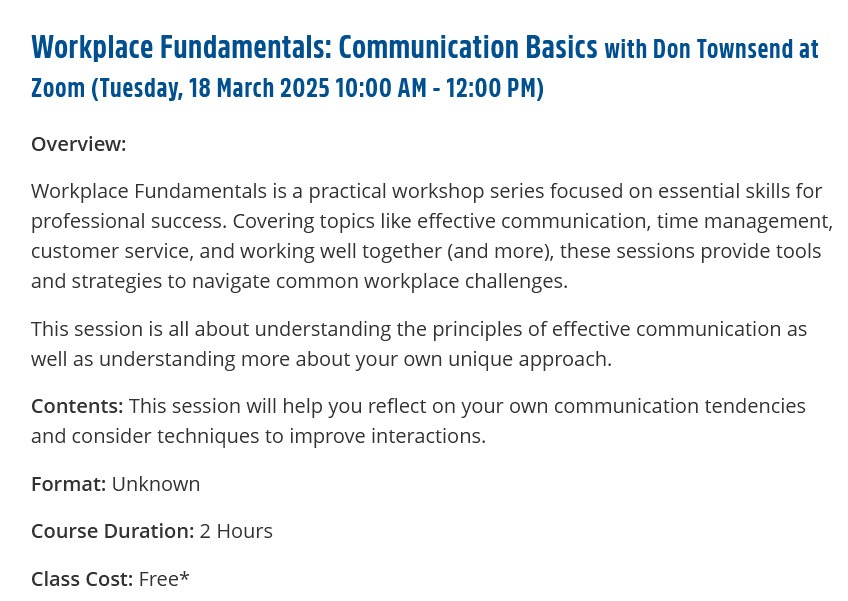 Workplace Fundamentals: Communication Basics with Don Townsend at
Zoom (Tuesday, 18 March 2025 10:00 AM - 12:00 PM)
Overview:
Workplace Fundamentals is a practical workshop series focused on essential skills for
professional success. Covering topics like effective communication, time management,
customer service, and working well together (and more), these sessions provide tools
and strategies to navigate common workplace challenges.
This session is all about understanding the principles of effective communication as
well as understanding more about your own unique approach.
Contents: This session will help you reflect on your own communication tendencies
and consider techniques to improve interactions.
Format: Unknown
Course Duration: 2 Hours
Class Cost: Free*